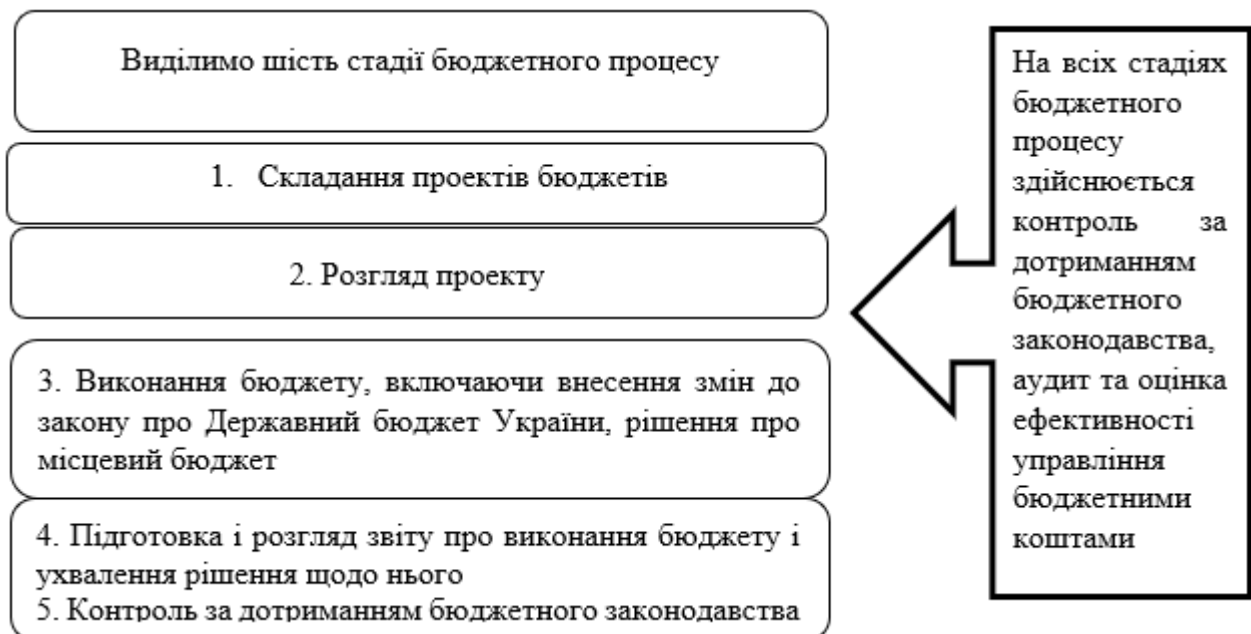 Виділимо шість стадії бюджетного процесу
1. Складання проектів бюджетів
2. Розгляд проекту
3. Виконання бюджету, включаючи внесення змін до
закону про Державний бюджет України, рішення про
місцевий бюджет
4. Підготовка і розгляд звіту про виконання бюджету і
ухвалення рішення щодо нього
5. Контроль за дотриманням бюджетного законодавства
На всіх стадіях
бюджетного
процесу
здійснюється
контроль за
дотриманням
бюджетного
законодавства,
аудит та оцінка
ефективності
управління
бюджетними
коштами